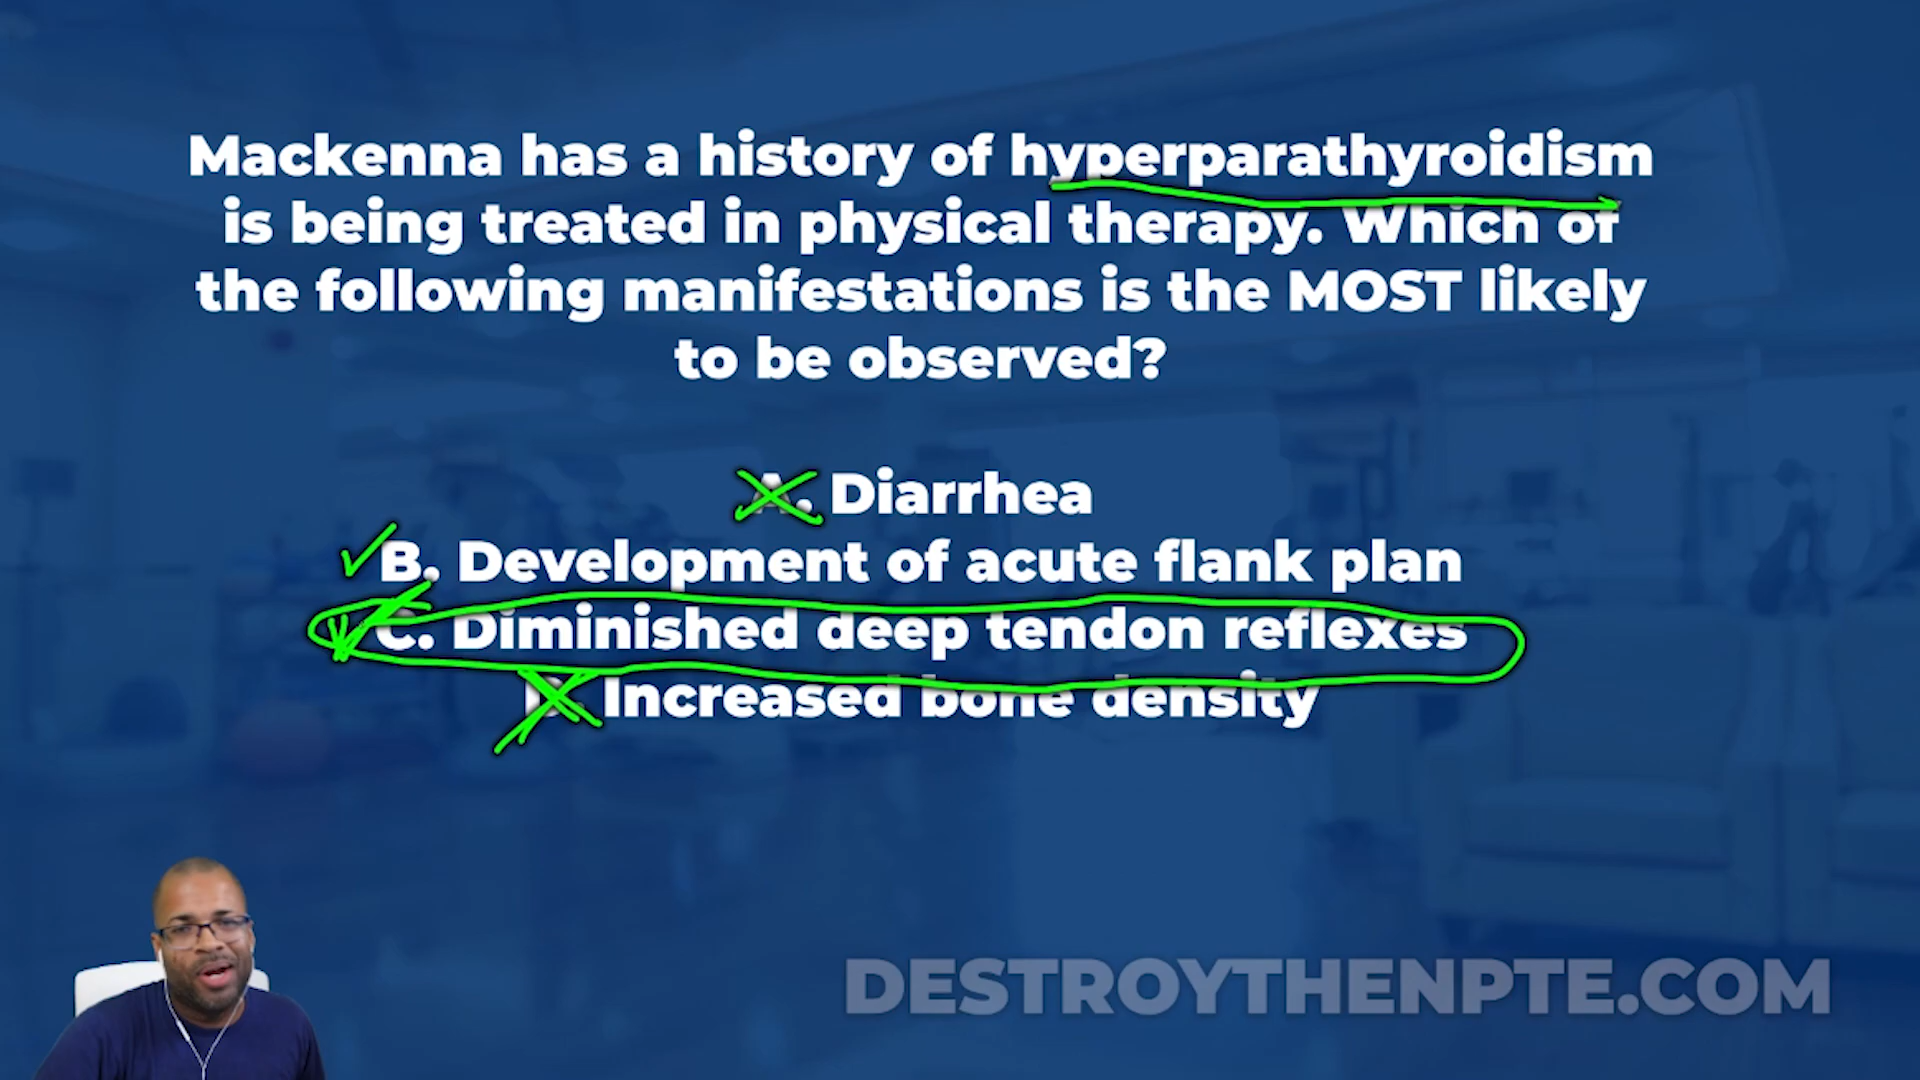 Mackenna has a history of hyperparathyroidism
is being treated in physical therapy. Which of
the following manifestations is the MOST likely
to be observed?
A. Diarrhea
B. Development of acute flank plan
C. Diminished deep tendon reflexes
D. Increased bone density
DESTROYTHENPTE.COM